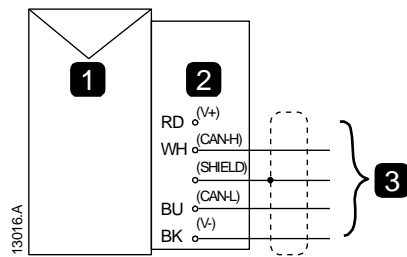 1
2
RD (V+)
WH (CAN-H)
(SHIELD)
BU (CAN-L)
BK (V-)
3
13016.A